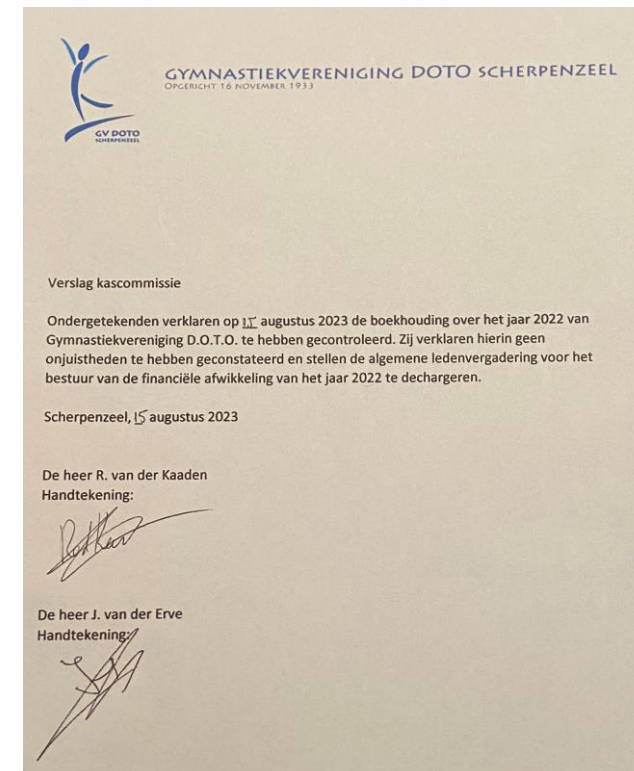 GYMNASTIEKVERENIGING DOTO SCHERPENZEEL
OPGERICHT 16 NOVEMBER 1933
GV DOTO
SCHERPENZEEL
Verslag kascommissie
Ondergetekenden verklaren op 15 augustus 2023 de boekhouding over het jaar 2022 van
Gymnastiekvereniging D.O.T.O. te hebben gecontroleerd. Zij verklaren hierin geen
onjuistheden te hebben geconstateerd en stellen de algemene ledenvergadering voor het
bestuur van de financiële afwikkeling van het jaar 2022 te dechargeren.
Scherpenzeel, 15 augustus 2023
De heer R. van der Kaaden
Handtekening:
De heer J. van der Erve
Handtekening: